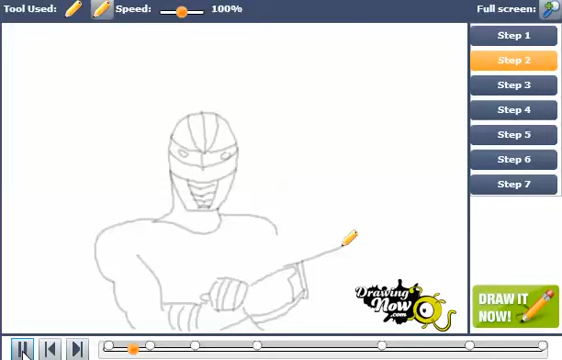 Tool Used: Speed: 100% Full screen:
Step 1
Step 2
Step 3
Step 4
Step 5
Step 6
Step 7
Drawing
Now
.com
DRAW IT
NOW!